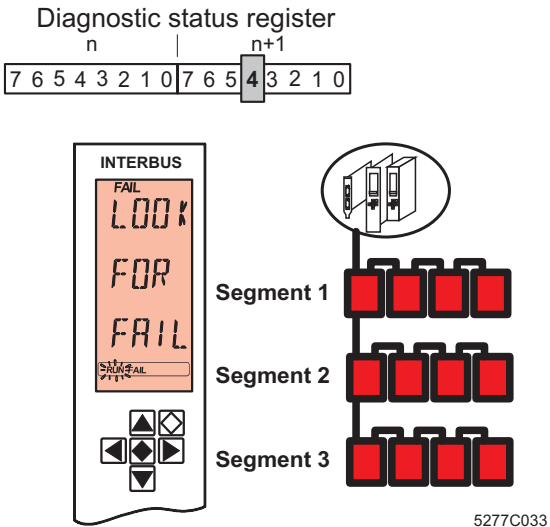 Diagnostic status register
n n+1
7 6 5 4 3 2 1 0 7 6 5 4 3 2 1 0
INTERBUS
FAIL
LOOK
FOR
FAIL
RUN FAIL
Segment 1
Segment 2
Segment 3
5277C033